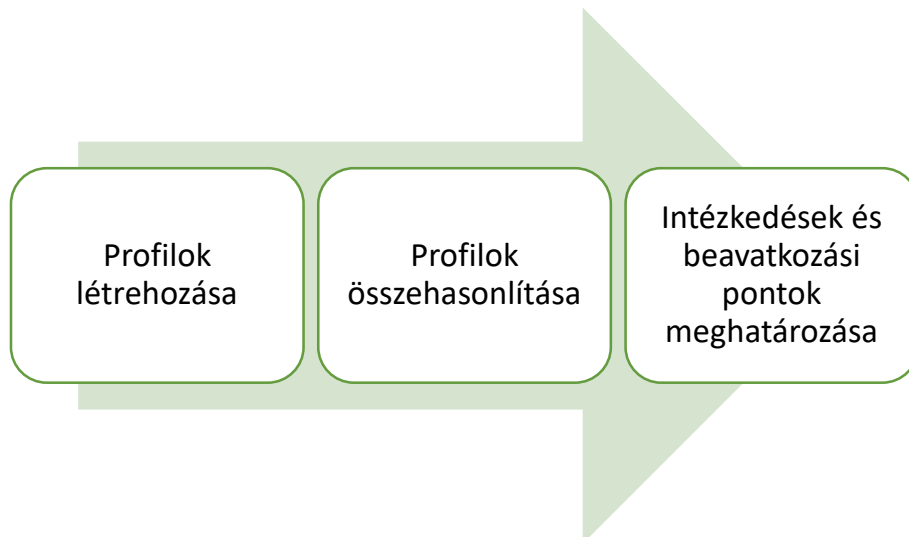 Profilok
létrehozása
Profilok
összehasonlítása
Intézkedések és
beavatkozási
pontok
meghatározása